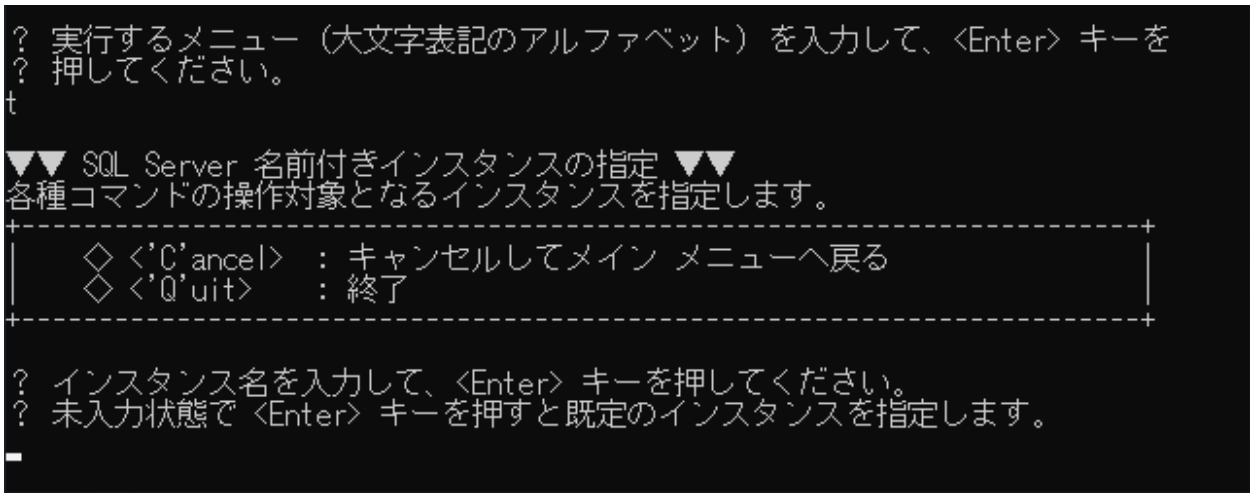 ? 実行するメニュー（大文字表記のアルファベット）を入力して、<Enter> キーを
? 押してください。
t
▼▼ SQL Server 名前付きインスタンスの指定 ▼▼
各種コマンドの操作対象となるインスタンスを指定します。
+-------------------------------------------------------------------------+
|    ◇ <'C'ancel>  : キャンセルしてメイン メニューへ戻る                    |
|    ◇ <'Q'uit>    : 終了                                                 |
+-------------------------------------------------------------------------+
? インスタンス名を入力して、<Enter> キーを押してください。
? 未入力状態で <Enter> キーを押すと既定のインスタンスを指定します。